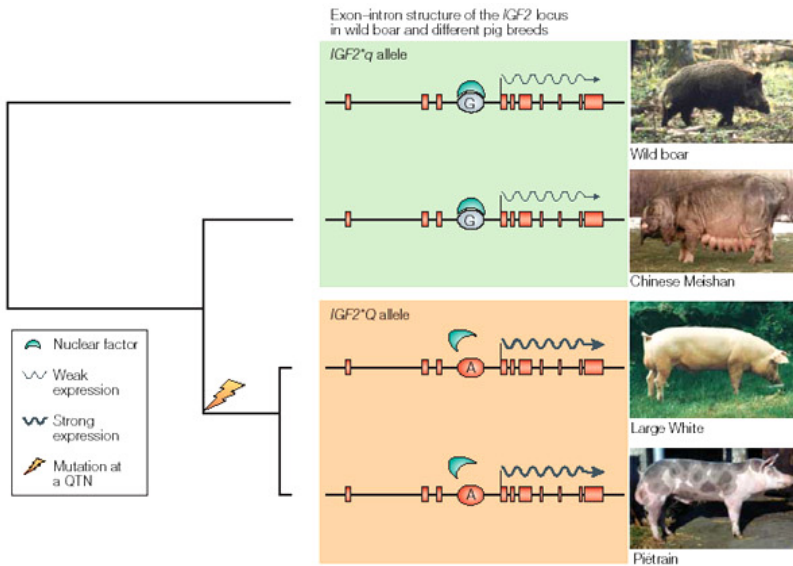 Exon–intron structure of the IGF2 locus
in wild boar and different pig breeds
IGF2*q allele
G
Wild boar
G
Chinese Meishan
IGF2*Q allele
A
Large White
A
Piétrain
Nuclear factor
Weak
expression
Strong
expression
Mutation at
a QTN